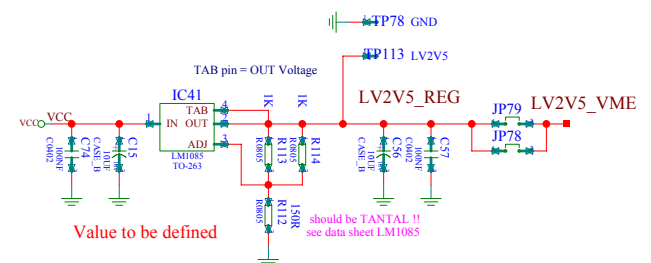 TP78 GND
TP113 LV2V5
TAB pin = OUT Voltage
IC41
1K
1K
LV2V5_REG
JP79
LV2V5_VME
JP78
VCC
VCC
1
IN
TAB
OUT
ADJ
4
2
3
LM1085
TO-263
C74
100NF
C0402
C15
10UF
CASE_B
R0805
R113
R0805
R114
C56
10UF
CASE_B
C57
100NF
C0402
150R
R112
R0805
should be TANTAL !!
see data sheet LM1085
Value to be defined